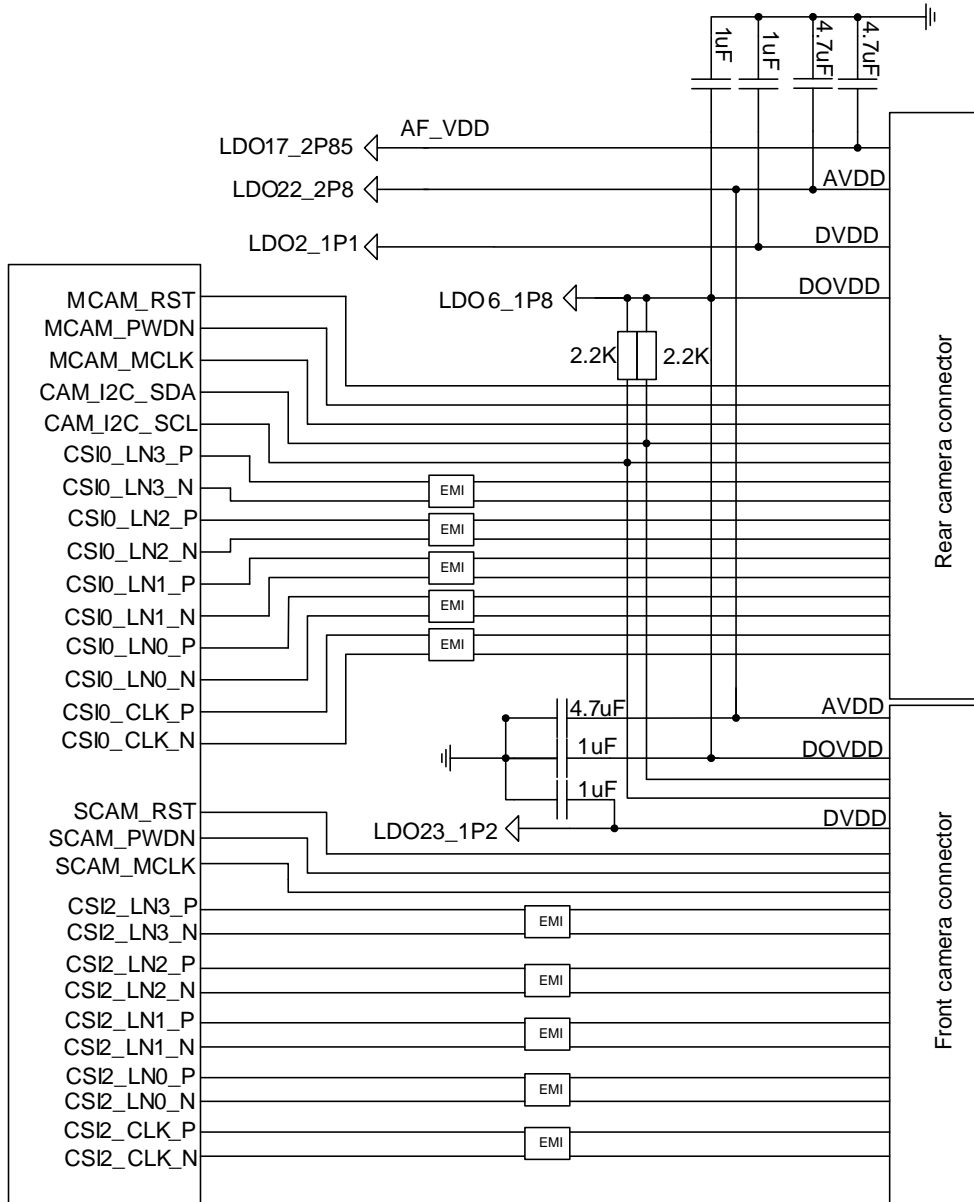 1uF
1uF
4.7uF
4.7uF
AF_VDD
LDO17_2P85
LDO22_2P8
AVDD
LDO2_1P1
DVDD
LDO6_1P8
DOVDD
2.2K
2.2K
MCAM_RST
MCAM_PWDN
MCAM_MCLK
CAM_I2C_SDA
CAM_I2C_SCL
CSI0_LN3_P
CSI0_LN3_N
CSI0_LN2_P
CSI0_LN2_N
CSI0_LN1_P
CSI0_LN1_N
CSI0_LN0_P
CSI0_LN0_N
CSI0_CLK_P
CSI0_CLK_N
EMI
EMI
EMI
EMI
EMI
Rear camera connector
4.7uF
AVDD
1uF
DOVDD
1uF
LDO23_1P2
DVDD
SCAM_RST
SCAM_PWDN
SCAM_MCLK
CSI2_LN3_P
CSI2_LN3_N
CSI2_LN2_P
CSI2_LN2_N
CSI2_LN1_P
CSI2_LN1_N
CSI2_LN0_P
CSI2_LN0_N
CSI2_CLK_P
CSI2_CLK_N
EMI
EMI
EMI
EMI
EMI
Front camera connector